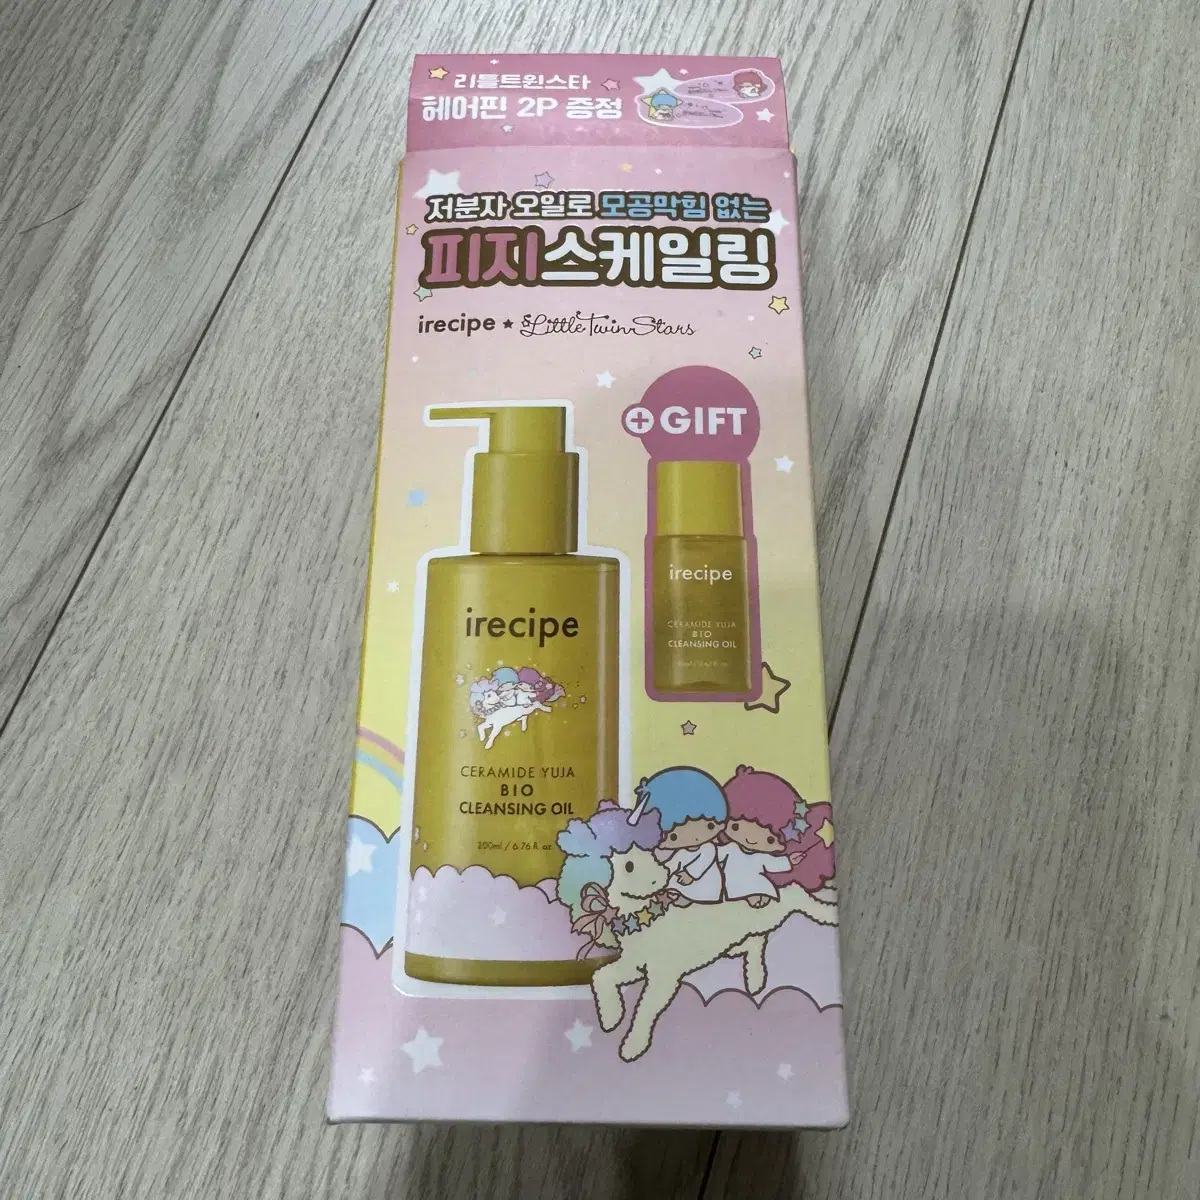 리틀트윈스타
헤어핀 2P 증정
저분자 오일로 모공막힘 없는
피지스케일링
irecipe ★ Little Twin Stars
+ GIFT
irecipe
CERAMIDE YUJA
BIO
CLEANSING OIL
irecipe
CERAMIDE YUJA
BIO
CLEANSING OIL
200ml / 6.76 fl. oz